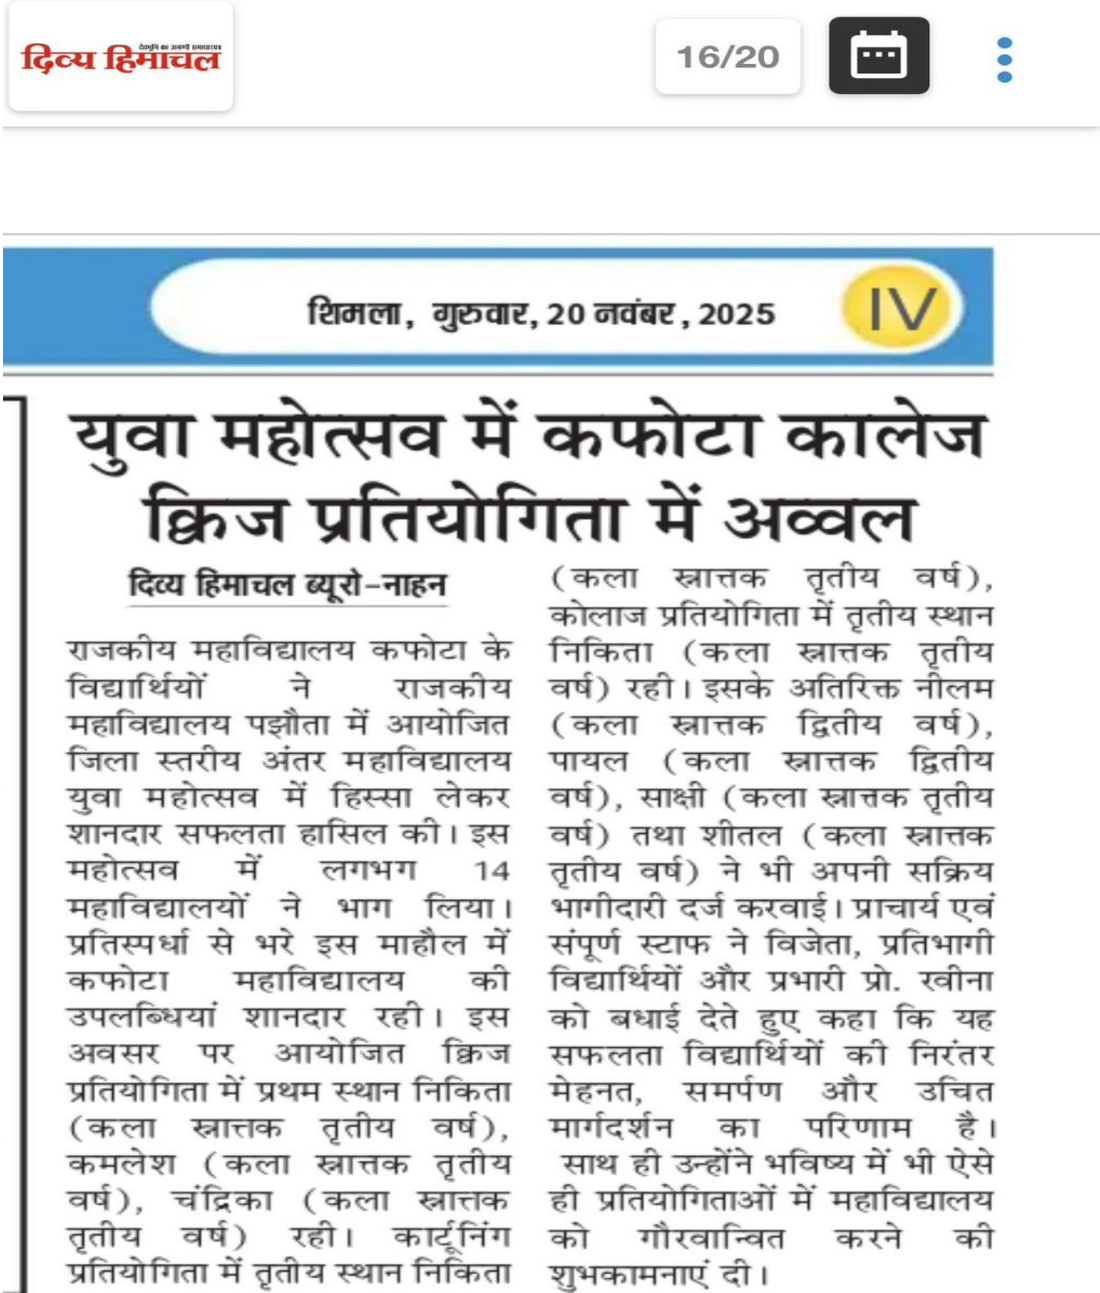 देवभूमि का अग्रणी समाचारपत्र
दिव्य हिमाचल
16/20
शिमला, गुरुवार, 20 नवंबर, 2025
IV
युवा महोत्सव में कफोटा कालेज
क्विज प्रतियोगिता में अव्वल
दिव्य हिमाचल ब्यूरो-नाहन
राजकीय महाविद्यालय कफोटा के
विद्यार्थियों ने राजकीय
महाविद्यालय पझौता में आयोजित
जिला स्तरीय अंतर महाविद्यालय
युवा महोत्सव में हिस्सा लेकर
शानदार सफलता हासिल की। इस
महोत्सव में लगभग 14
महाविद्यालयों ने भाग लिया।
प्रतिस्पर्धा से भरे इस माहौल में
कफोटा महाविद्यालय की
उपलब्धियां शानदार रही। इस
अवसर पर आयोजित क्विज
प्रतियोगिता में प्रथम स्थान निकिता
(कला स्नात्तक तृतीय वर्ष),
कमलेश (कला स्नात्तक तृतीय
वर्ष), चंद्रिका (कला स्नात्तक
तृतीय वर्ष) रही। कार्टूनिंग
प्रतियोगिता में तृतीय स्थान निकिता
(कला स्नात्तक तृतीय वर्ष),
कोलाज प्रतियोगिता में तृतीय स्थान
निकिता (कला स्नात्तक तृतीय
वर्ष) रही। इसके अतिरिक्त नीलम
(कला स्नात्तक द्वितीय वर्ष),
पायल (कला स्नात्तक द्वितीय
वर्ष), साक्षी (कला स्नात्तक तृतीय
वर्ष) तथा शीतल (कला स्नात्तक
तृतीय वर्ष) ने भी अपनी सक्रिय
भागीदारी दर्ज करवाई। प्राचार्य एवं
संपूर्ण स्टाफ ने विजेता, प्रतिभागी
विद्यार्थियों और प्रभारी प्रो. रवीना
को बधाई देते हुए कहा कि यह
सफलता विद्यार्थियों की निरंतर
मेहनत, समर्पण और उचित
मार्गदर्शन का परिणाम है।
साथ ही उन्होंने भविष्य में भी ऐसे
ही प्रतियोगिताओं में महाविद्यालय
को गौरवान्वित करने की
शुभकामनाएं दी।